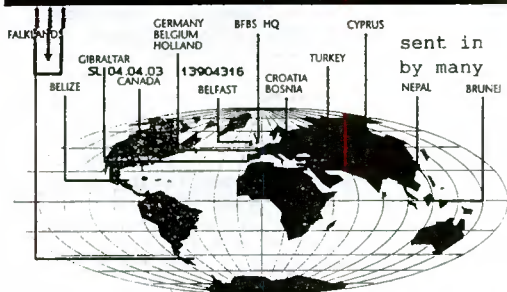 GERMANY BFBS HQ CYPRUS
FALKLANDS BELGIUM
HOLLAND sent in
GIBRALTAR TURKEY by many
SL 04.04.03 13904316
CANADA CROATIA
BELIZE BELFAST BOSNIA NEPAL BRUNEI